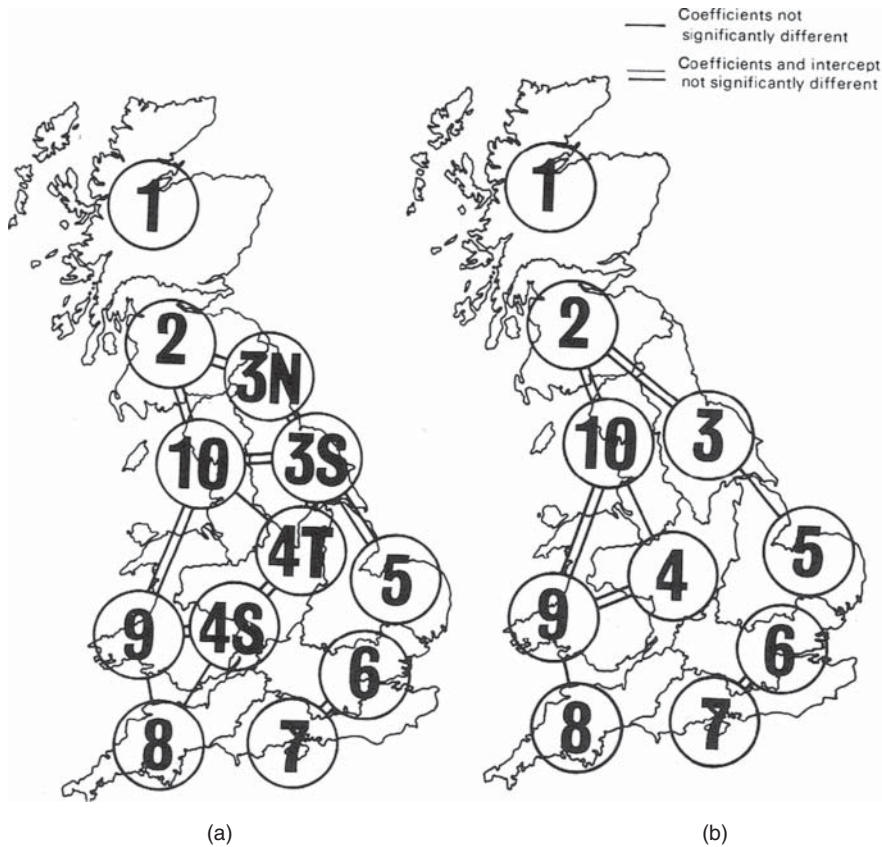 Coefficients not
significantly different
Coefficients and intercept
not significantly different
1
2
3N
10
3S
4T
5
9
4S
6
8
7
1
2
10
3
4
5
9
6
8
7
(a)
(b)